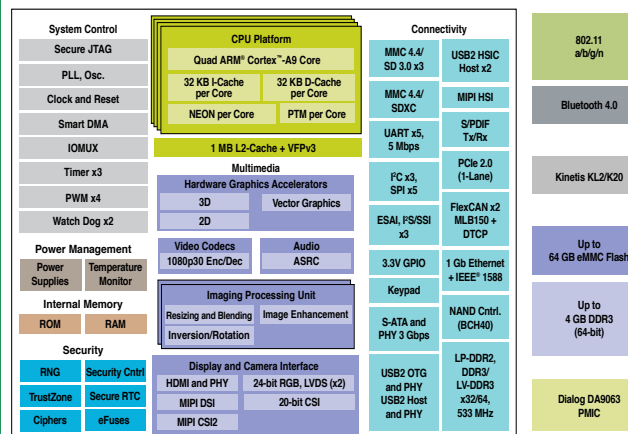 System Control
Secure JTAG
PLL, Osc.
Clock and Reset
Smart DMA
IOMUX
Timer x3
PWM x4
Watch Dog x2
Power Management
Power
Supplies
Temperature
Monitor
Internal Memory
ROM
RAM
Security
RNG
Security Cntrl
TrustZone
Secure RTC
Ciphers
eFuses
CPU Platform
Quad ARM® Cortex™-A9 Core
32 KB I-Cache
per Core
32 KB D-Cache
per Core
NEON per Core
PTM per Core
1 MB L2-Cache + VFPv3
Multimedia
Hardware Graphics Accelerators
3D
Vector Graphics
2D
Video Codecs
1080p30 Enc/Dec
Audio
ASRC
Imaging Processing Unit
Resizing and Blending
Image Enhancement
Inversion/Rotation
Display and Camera Interface
HDMI and PHY
24-bit RGB, LVDS (x2)
MIPI DSI
20-bit CSI
MIPI CSI2
Connectivity
MMC 4.4/
SD 3.0 x3
MMC 4.4/
SDXC
UART x5,
5 Mbps
I²C x3,
SPI x5
ESAI, I²S/SSI
x3
3.3V GPIO
Keypad
S-ATA and
PHY 3 Gbps
USB2 OTG
and PHY
USB2 Host
and PHY
USB2 HSIC
Host x2
MIPI HSI
S/PDIF
Tx/Rx
PCIe 2.0
(1-Lane)
FlexCAN x2
MLB150 +
DTCP
1 Gb Ethernet
+ IEEE® 1588
NAND Cntrl.
(BCH40)
LP-DDR2,
DDR3/
LV-DDR3
x32/64,
533 MHz
802.11
a/b/g/n
Bluetooth 4.0
Kinetis KL2/K20
Up to
64 GB eMMC Flash
Up to
4 GB DDR3
(64-bit)
Dialog DA9063
PMIC